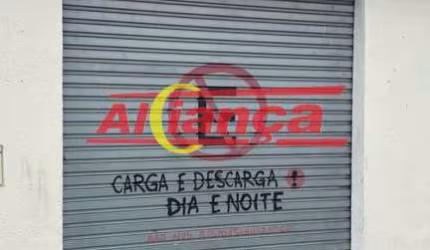 E
Aliança
CARGA E DESCARGA !
DIA E NOITE